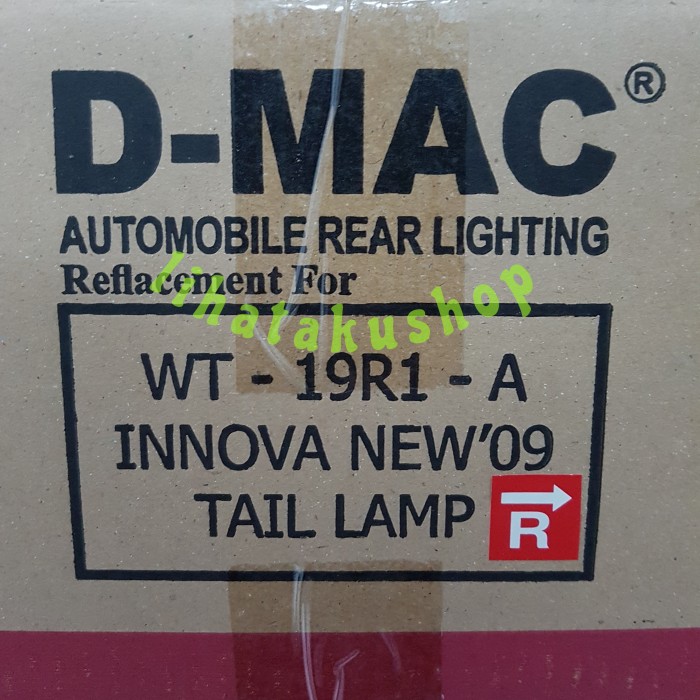 D-MAC®
AUTOMOBILE REAR LIGHTING
Reflacement For
lihatakushop
WT - 19R1 - A
INNOVA NEW'09
TAIL LAMP
R